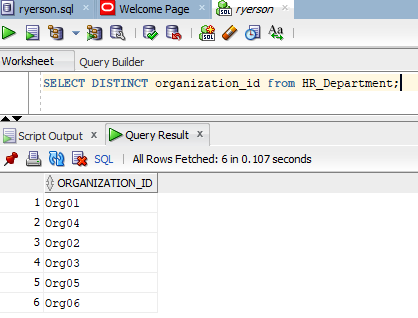 ryerson.sql × Welcome Page × ryerson ×
Worksheet Query Builder
SELECT DISTINCT organization_id from HR_Department;
Script Output × Query Result ×
SQL | All Rows Fetched: 6 in 0.107 seconds
ORGANIZATION_ID
1 Org01
2 Org04
3 Org02
4 Org03
5 Org05
6 Org06